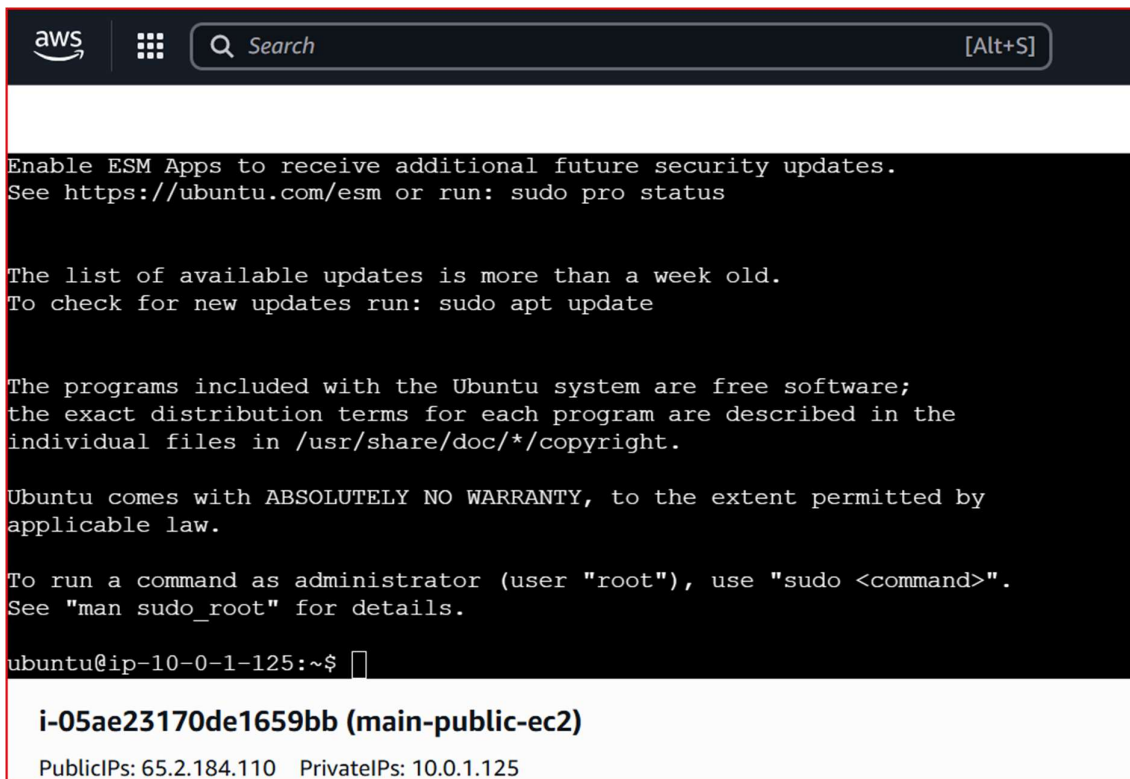 aws
Search [Alt+S]
Enable ESM Apps to receive additional future security updates.
See https://ubuntu.com/esm or run: sudo pro status
The list of available updates is more than a week old.
To check for new updates run: sudo apt update
The programs included with the Ubuntu system are free software;
the exact distribution terms for each program are described in the
individual files in /usr/share/doc/*/copyright.
Ubuntu comes with ABSOLUTELY NO WARRANTY, to the extent permitted by
applicable law.
To run a command as administrator (user "root"), use "sudo <command>".
See "man sudo_root" for details.
ubuntu@ip-10-0-1-125:~$
i-05ae23170de1659bb (main-public-ec2)
PublicIPs: 65.2.184.110 PrivateIPs: 10.0.1.125